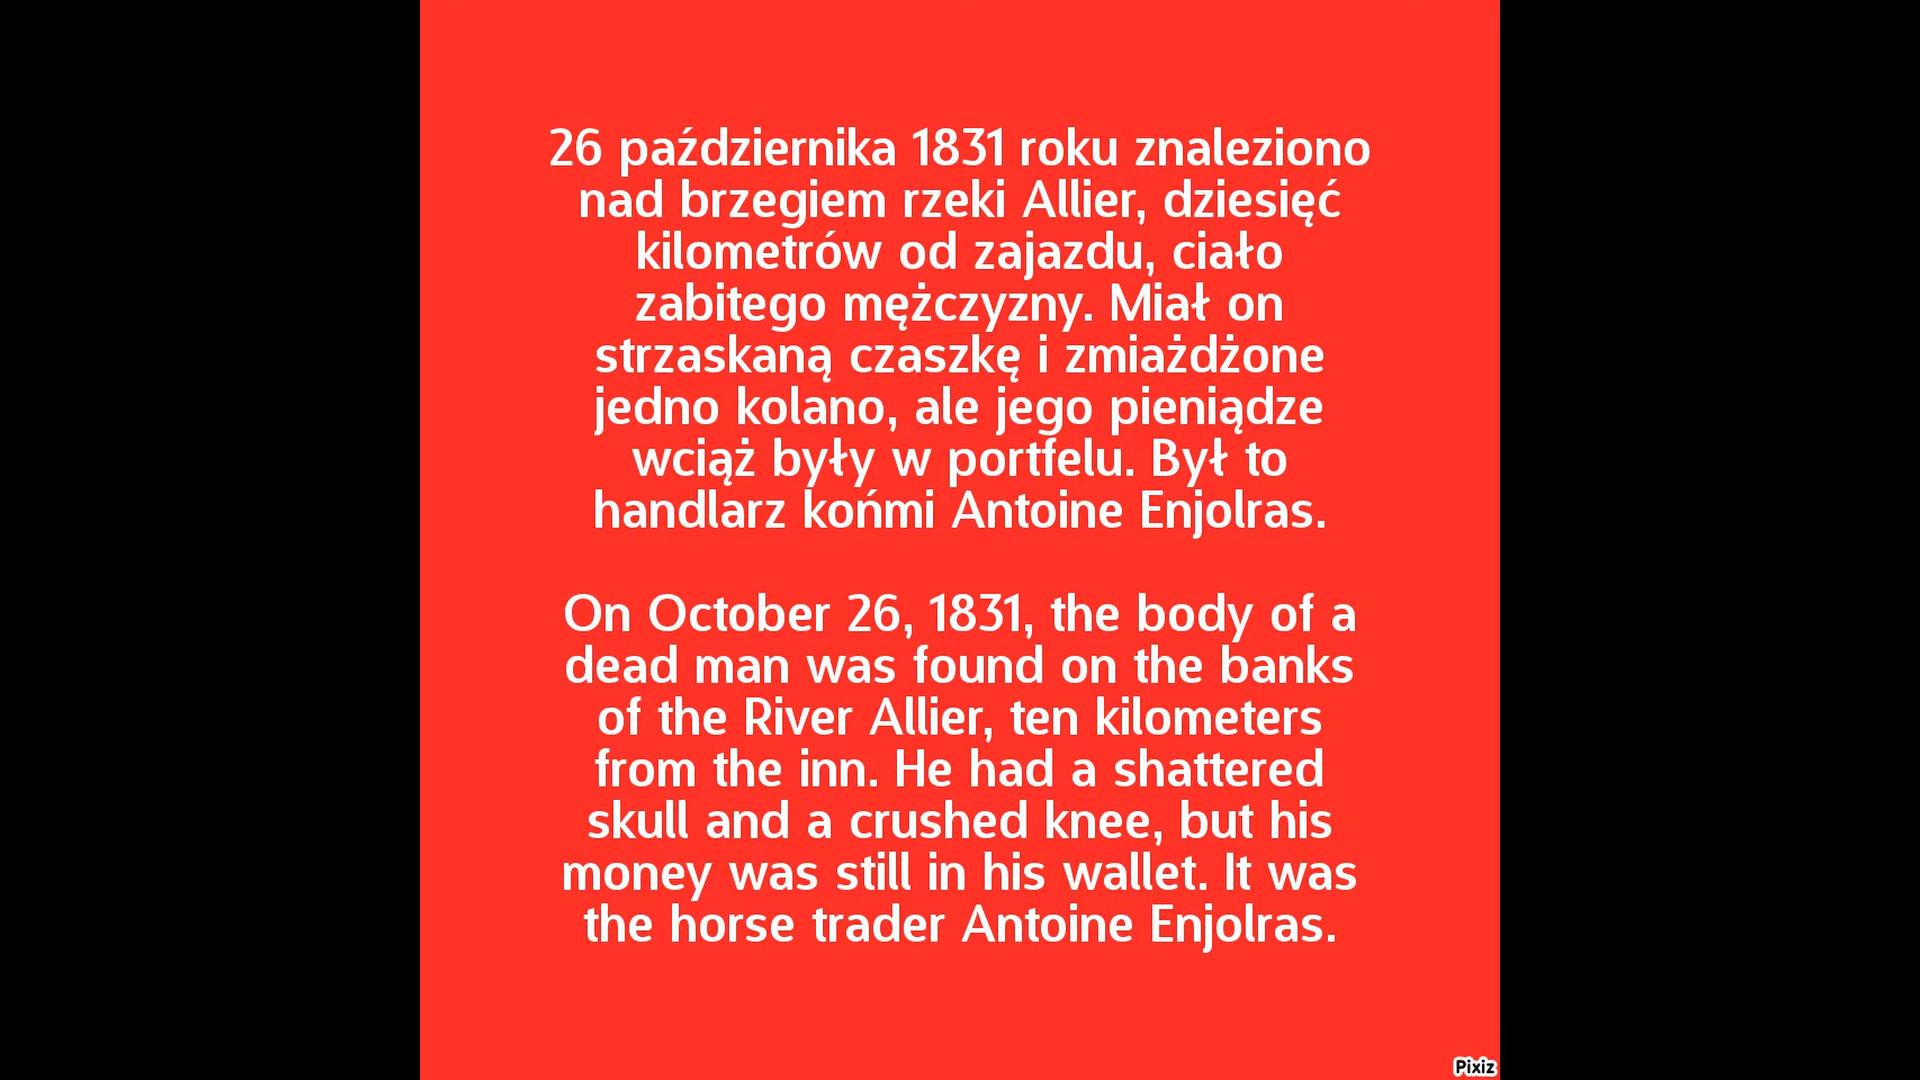 26 października 1831 roku znaleziono
nad brzegiem rzeki Allier, dziesięć
kilometrów od zajazdu, ciało
zabitego mężczyzny. Miał on
strzaskaną czaszkę i zmiażdżone
jedno kolano, ale jego pieniądze
wciąż były w portfelu. Był to
handlarz końmi Antoine Enjolras.
On October 26, 1831, the body of a
dead man was found on the banks
of the River Allier, ten kilometers
from the inn. He had a shattered
skull and a crushed knee, but his
money was still in his wallet. It was
the horse trader Antoine Enjolras.
Pixiz